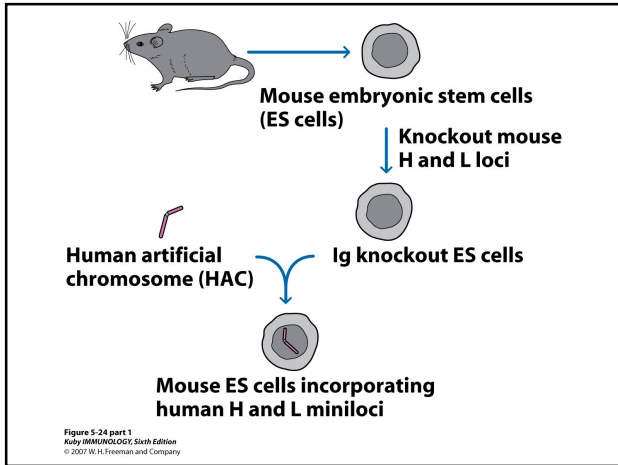 Mouse embryonic stem cells
(ES cells)
Knockout mouse
H and L loci
Human artificial
chromosome (HAC)
Ig knockout ES cells
Mouse ES cells incorporating
human H and L miniloci
Figure 5-24 part 1
Kuby IMMUNOLOGY, Sixth Edition
© 2007 W. H. Freeman and Company